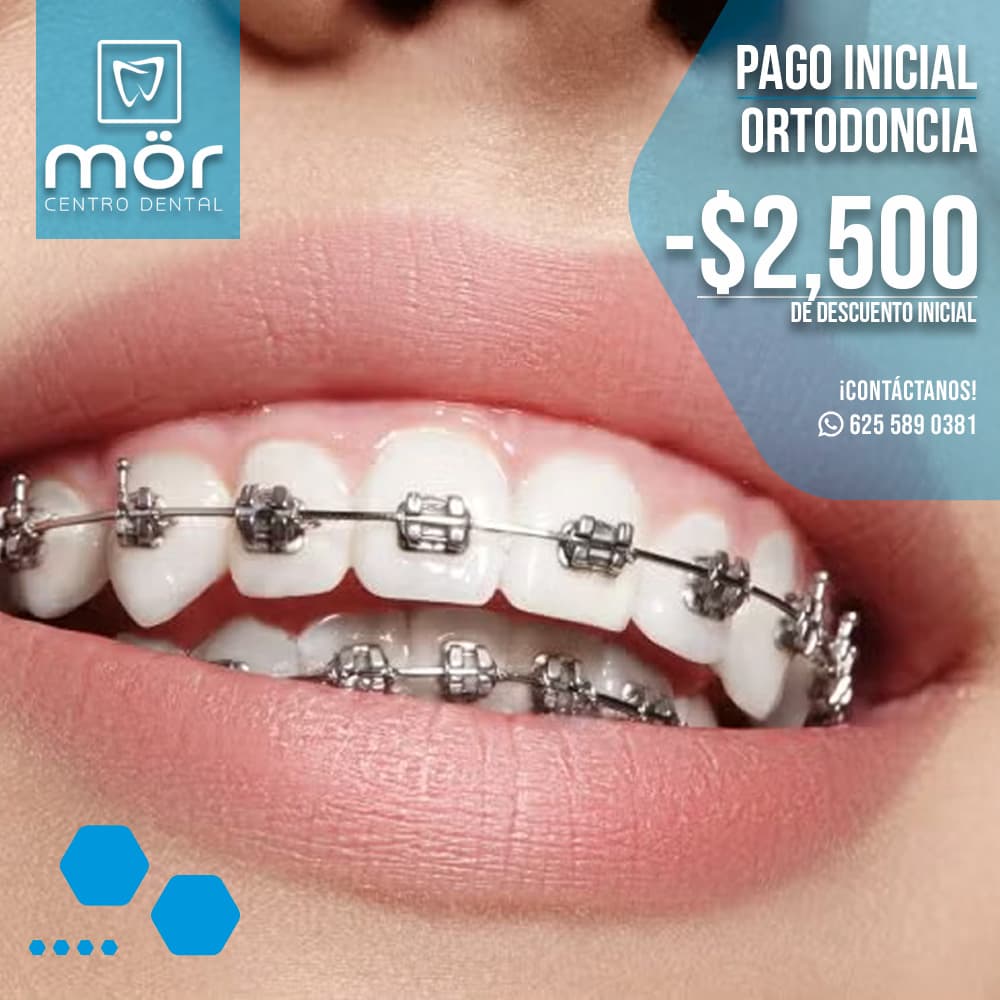 mör
CENTRO DENTAL
PAGO INICIAL
ORTODONCIA
-$2,500
DE DESCUENTO INICIAL
¡CONTÁCTANOS!
625 589 0381